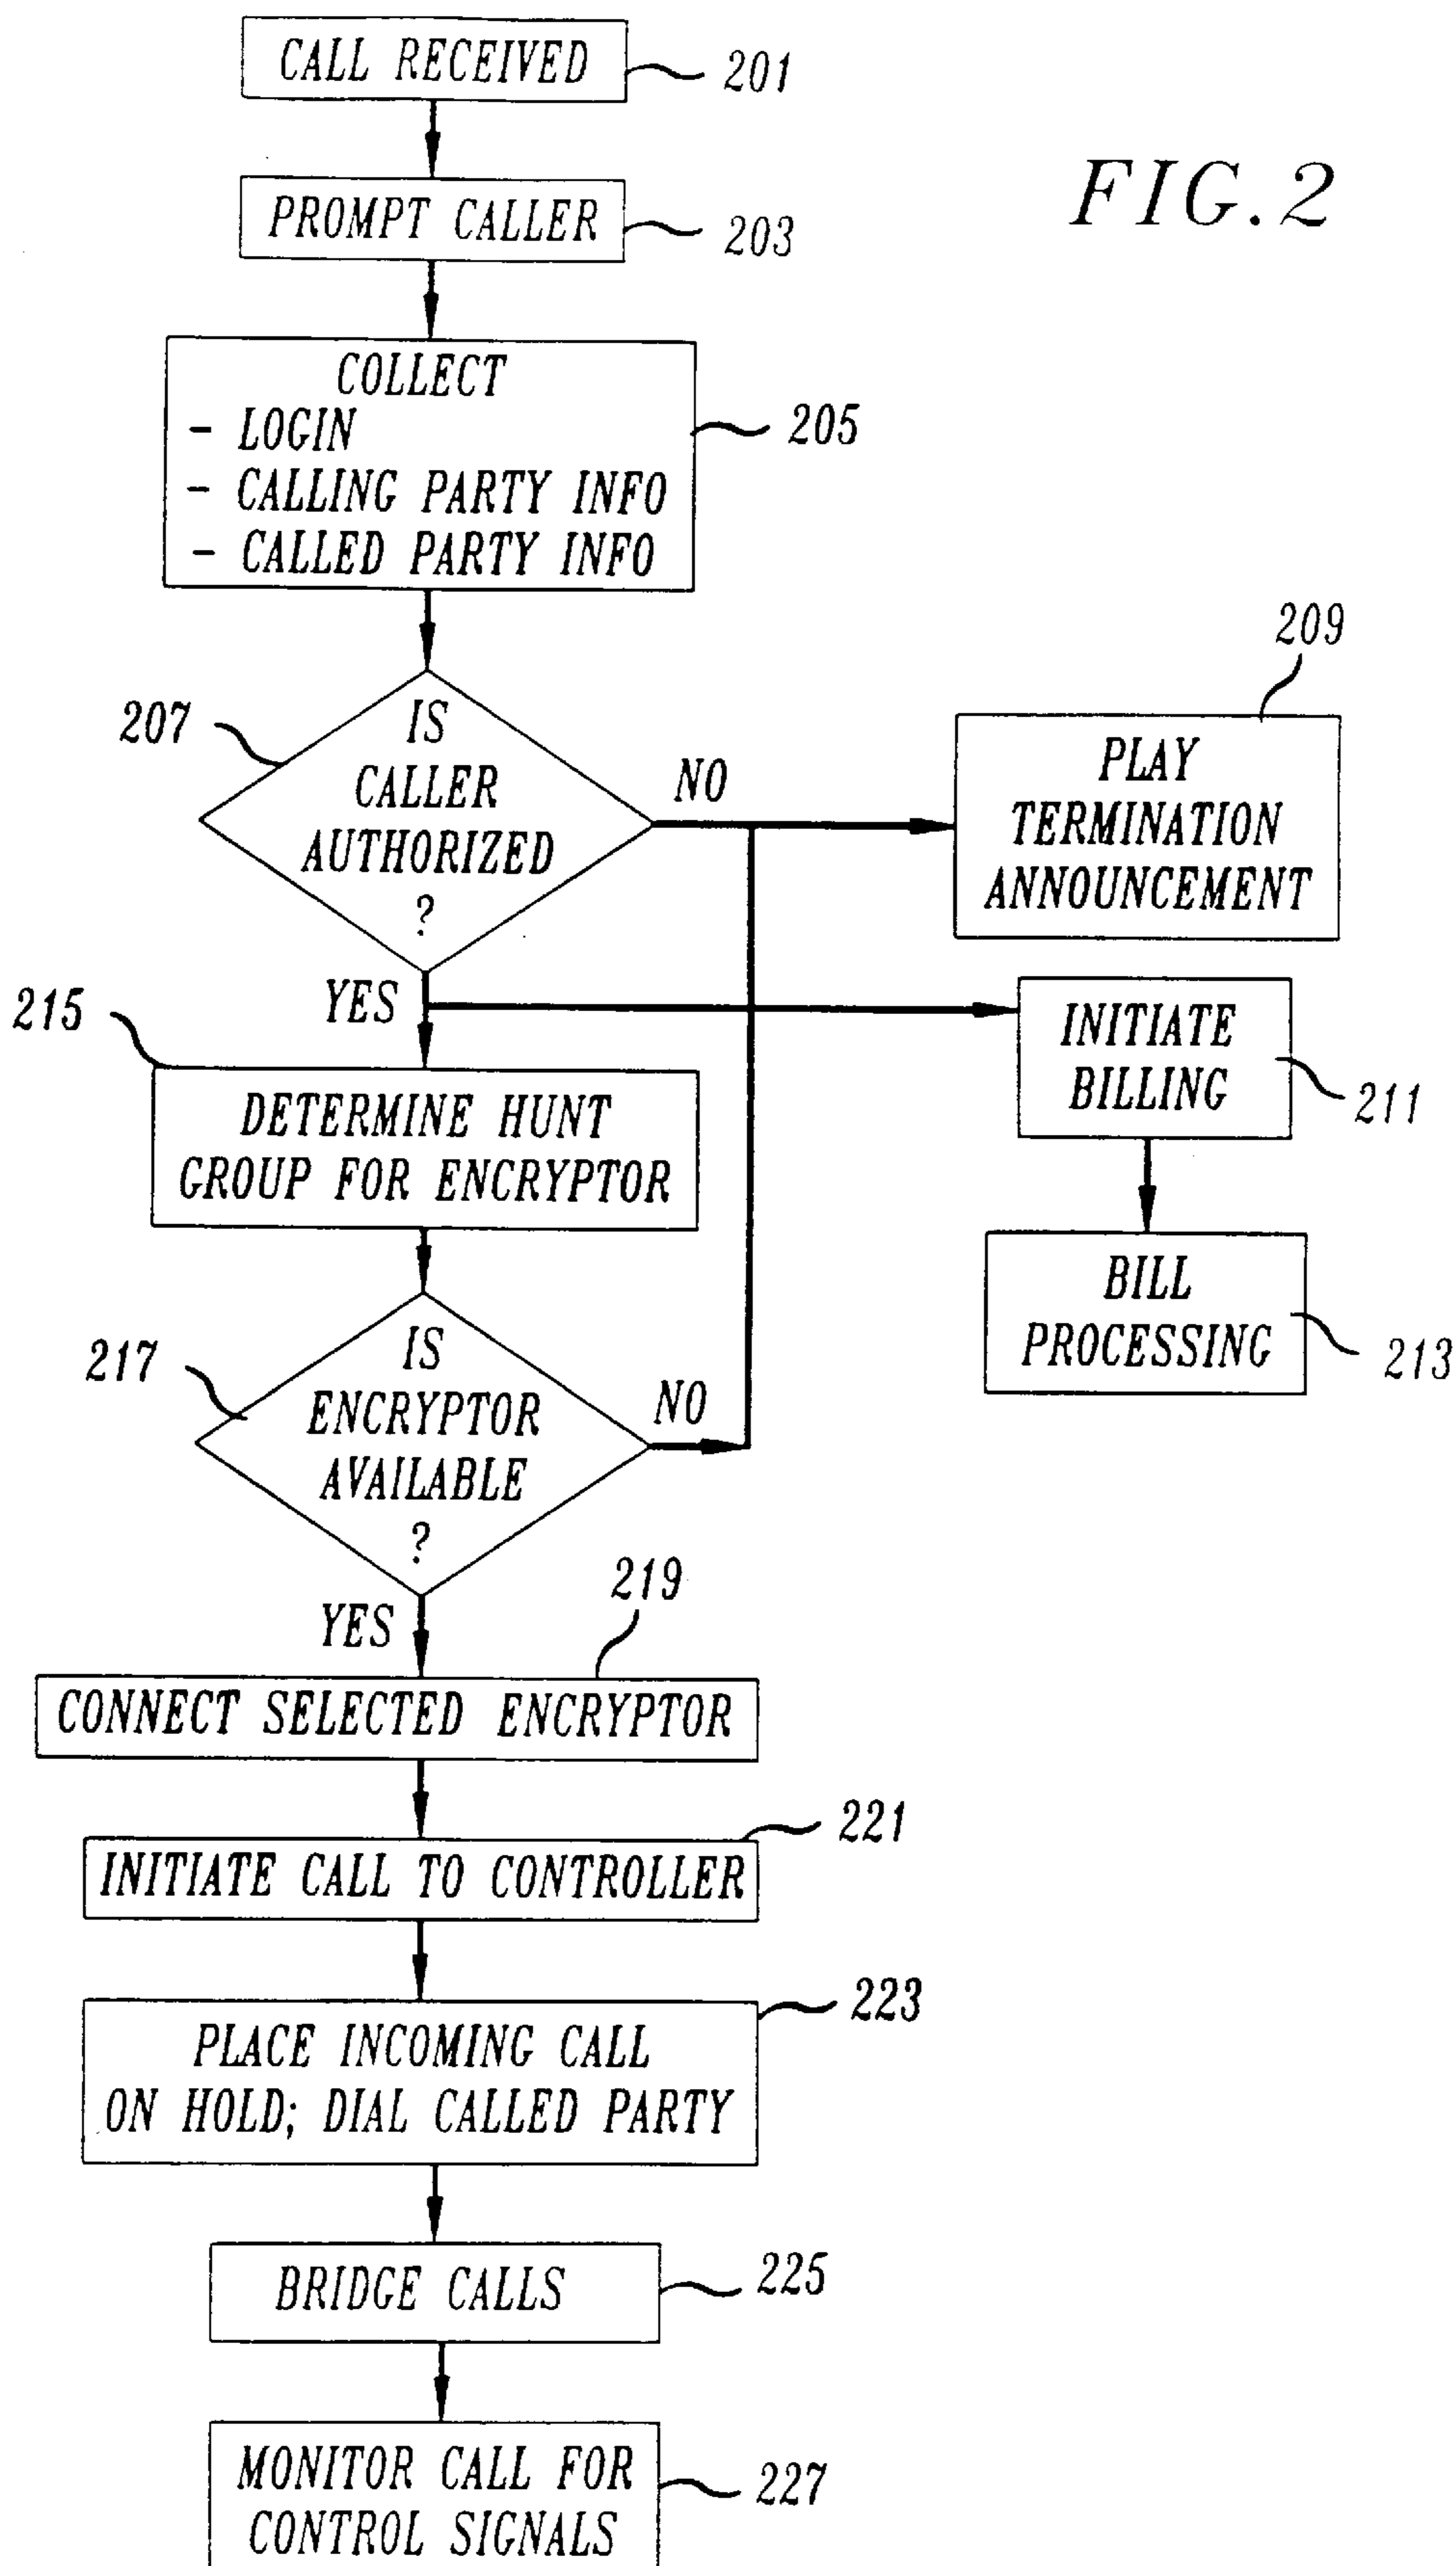 CALL RECEIVED
201
FIG. 2
PROMPT CALLER
203
COLLECT
- LOGIN
- CALLING PARTY INFO
- CALLED PARTY INFO
205
207
IS
CALLER
AUTHORIZED
?
NO
209
PLAY
TERMINATION
ANNOUNCEMENT
YES
INITIATE
BILLING
211
215
DETERMINE HUNT
GROUP FOR ENCRYPTOR
BILL
PROCESSING
213
217
IS
ENCRYPTOR
AVAILABLE
?
NO
YES
219
CONNECT SELECTED ENCRYPTOR
221
INITIATE CALL TO CONTROLLER
223
PLACE INCOMING CALL
ON HOLD; DIAL CALLED PARTY
BRIDGE CALLS
225
MONITOR CALL FOR
CONTROL SIGNALS
227